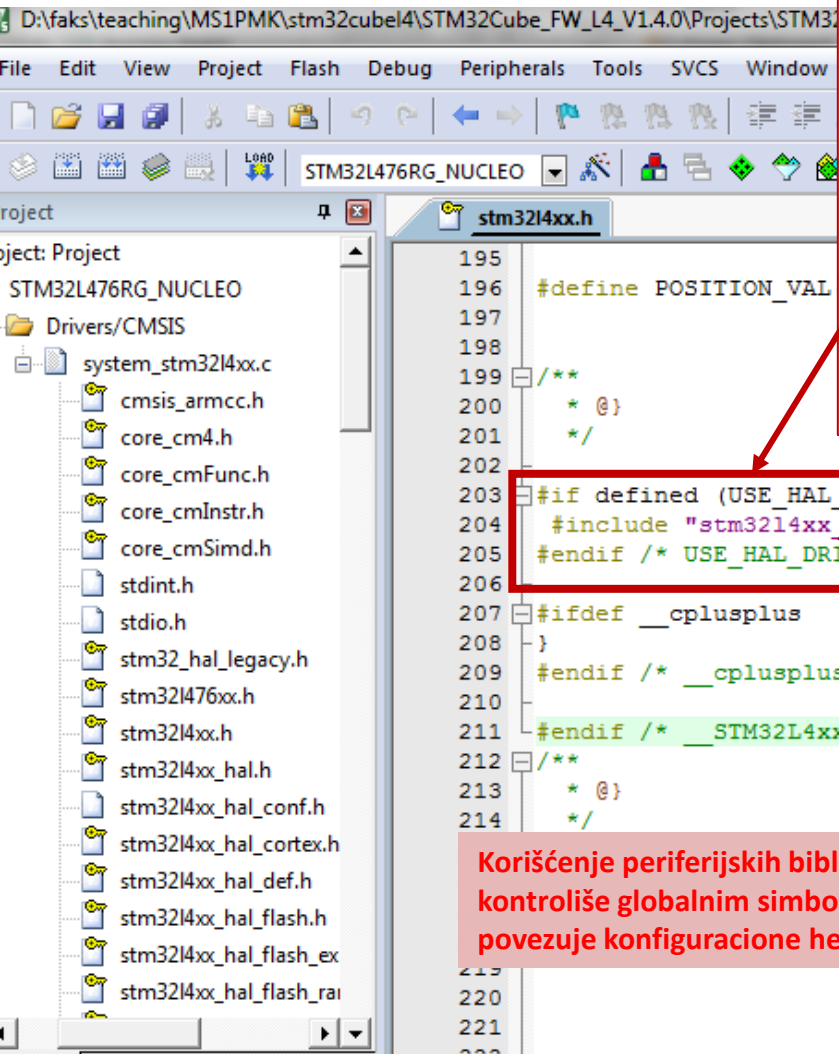 D:\faks\teaching\MS1PMK\stm32cubel4\STM32Cube_FW_L4_V1.4.0\Projects\STM32
File Edit View Project Flash Debug Peripherals Tools SVCS Window
LOAD STM32L476RG_NUCLEO
roject
oject: Project
STM32L476RG_NUCLEO
Drivers/CMSIS
system_stm32l4xx.c
cmsis_armcc.h
core_cm4.h
core_cmFunc.h
core_cmInstr.h
core_cmSimd.h
stdint.h
stdio.h
stm32_hal_legacy.h
stm32l476xx.h
stm32l4xx.h
stm32l4xx_hal.h
stm32l4xx_hal_conf.h
stm32l4xx_hal_cortex.h
stm32l4xx_hal_def.h
stm32l4xx_hal_flash.h
stm32l4xx_hal_flash_ex
stm32l4xx_hal_flash_ra
stm32l4xx.h
195
196 #define POSITION_VAL
197
198
199 /**
200 * @}
201 */
202
203 #if defined (USE_HAL_
204 #include "stm32l4xx_
205 #endif /* USE_HAL_DRI
206
207 #ifdef __cplusplus
208 }
209 #endif /* __cplusplus
210
211 #endif /* __STM32L4xx
212 /**
213 * @}
214 */
Korišćenje periferijskih bibl
kontroliše globalnim simbo
povezuje konfiguracione he
219
220
221